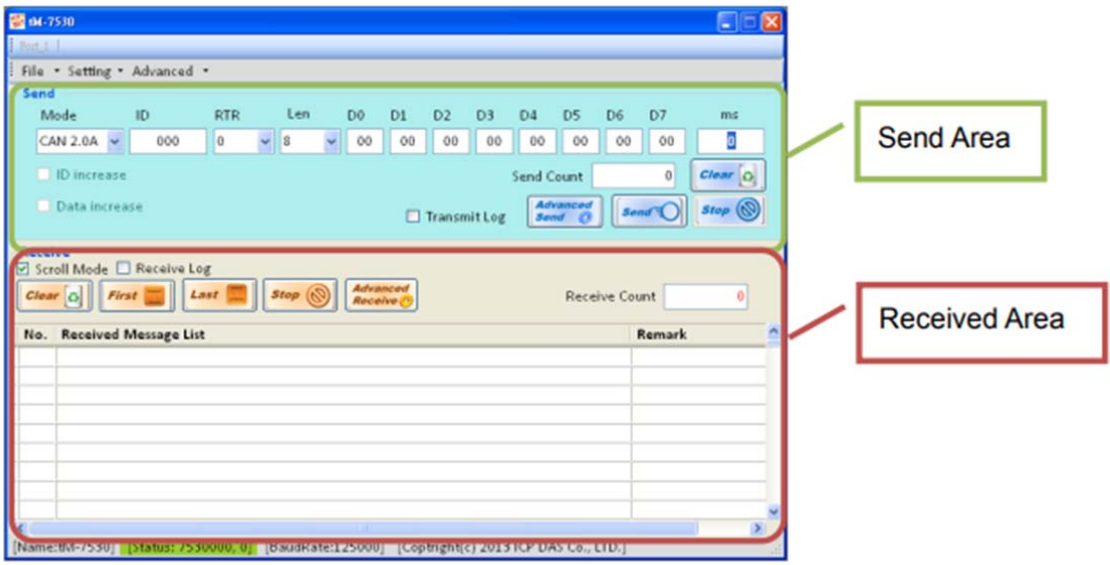 tM-7530
Port_1
File Setting Advanced
Send
Mode ID RTR Len D0 D1 D2 D3 D4 D5 D6 D7 ms
CAN 2.0A 000 0 8 00 00 00 00 00 00 00 00 0
ID increase Send Count 0 Clear
Data increase Transmit Log Advanced Send Send Stop
Receive
Scroll Mode Receive Log
Clear First Last Stop Advanced Receive Receive Count 0
No. Received Message List Remark
[Name:tM-7530] [Status: 7530000, 0] [BaudRate:125000] [Coptright(c) 2013 ICP DAS Co., LTD.]
Send Area
Received Area